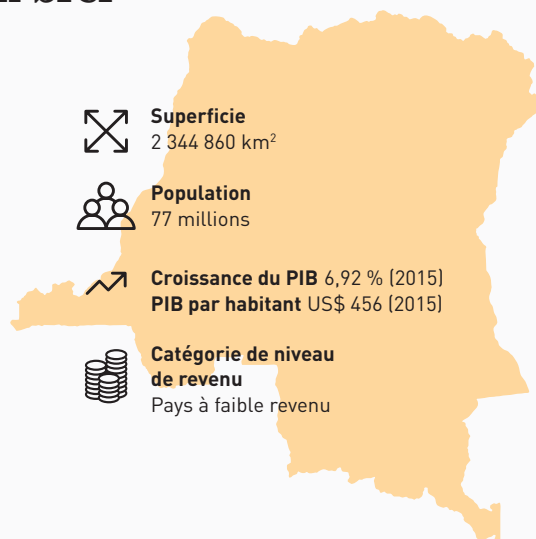 Superficie
2 344 860 km²
Population
77 millions
Croissance du PIB 6,92 % (2015)
PIB par habitant US$ 456 (2015)
Catégorie de niveau
de revenu
Pays à faible revenu